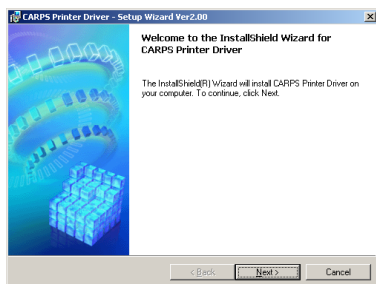 CARPS Printer Driver - Setup Wizard Ver2.00
Welcome to the InstallShield Wizard for
CARPS Printer Driver
The InstallShield(R) Wizard will install CARPS Printer Driver on
your computer. To continue, click Next.
< Back
Next >
Cancel